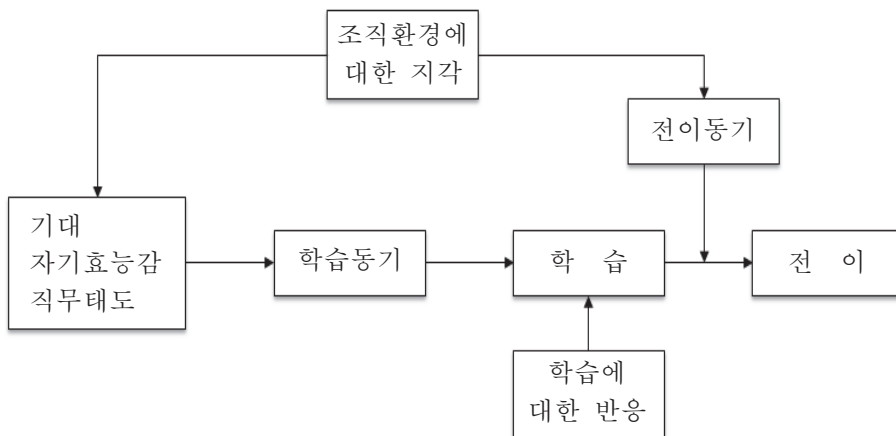 조직환경에
대한 지각
전이동기
기대
자기효능감
직무태도
학습동기
학 습
전 이
학습에
대한 반응